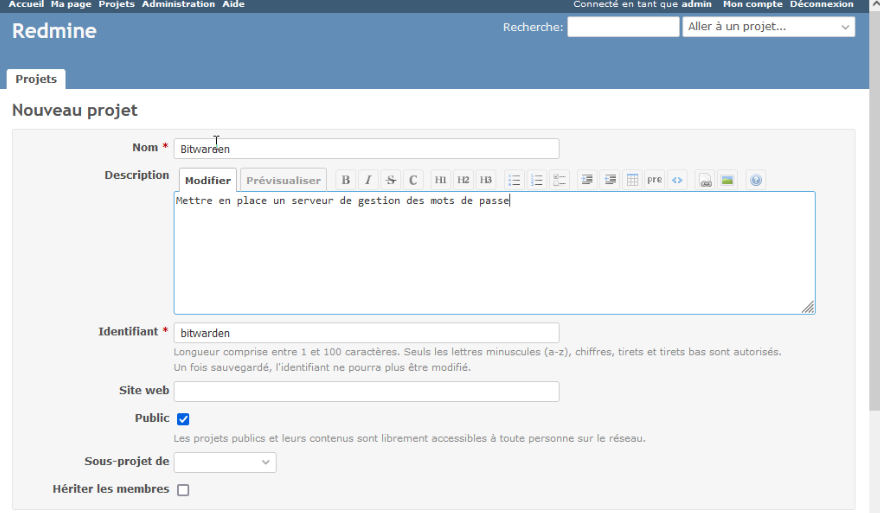 Accueil Ma page Projets Administration Aide Connecté en tant que admin Mon compte Déconnexion
Redmine
Recherche: Aller à un projet...
Projets
Nouveau projet
Nom * Bitwarden
Description Modifier Prévisualiser B I S C H1 H2 H3 pre <>
Mettre en place un serveur de gestion des mots de passe
Identifiant * bitwarden
Longueur comprise entre 1 et 100 caractères. Seuls les lettres minuscules (a-z), chiffres, tirets et tirets bas sont autorisés.
Un fois sauvegardé, l'identifiant ne pourra plus être modifié.
Site web
Public
Les projets publics et leurs contenus sont librement accessibles à toute personne sur le réseau.
Sous-projet de
Hériter les membres